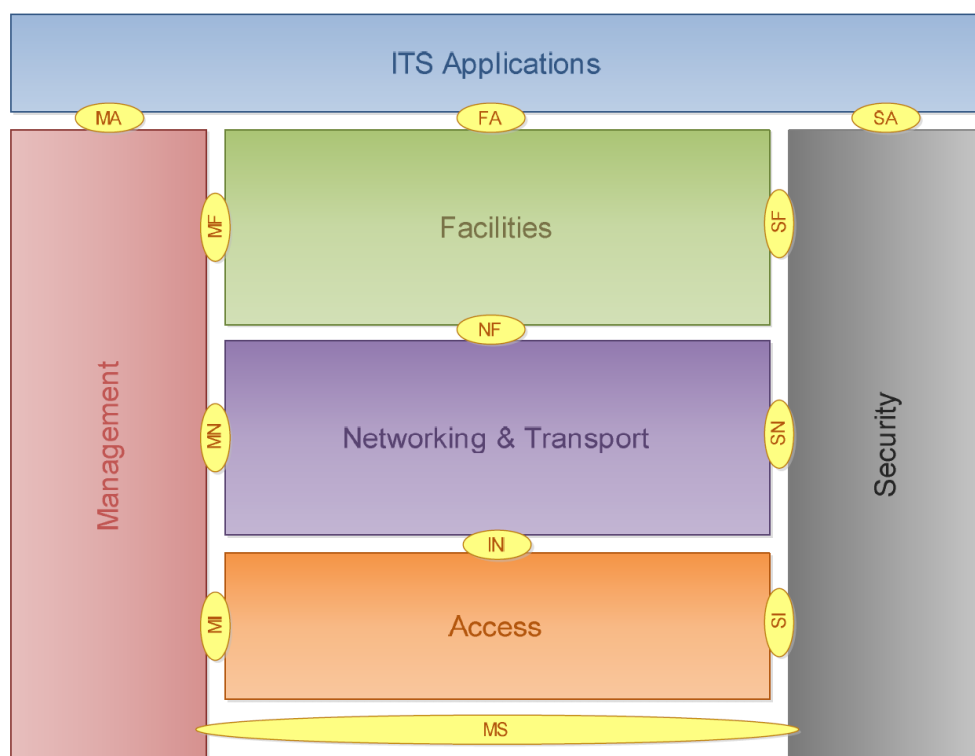 ITS Applications
MA
FA
SA
MF
Facilities
SF
NF
Management
MN
Networking & Transport
SN
Security
IN
MI
Access
SI
MS